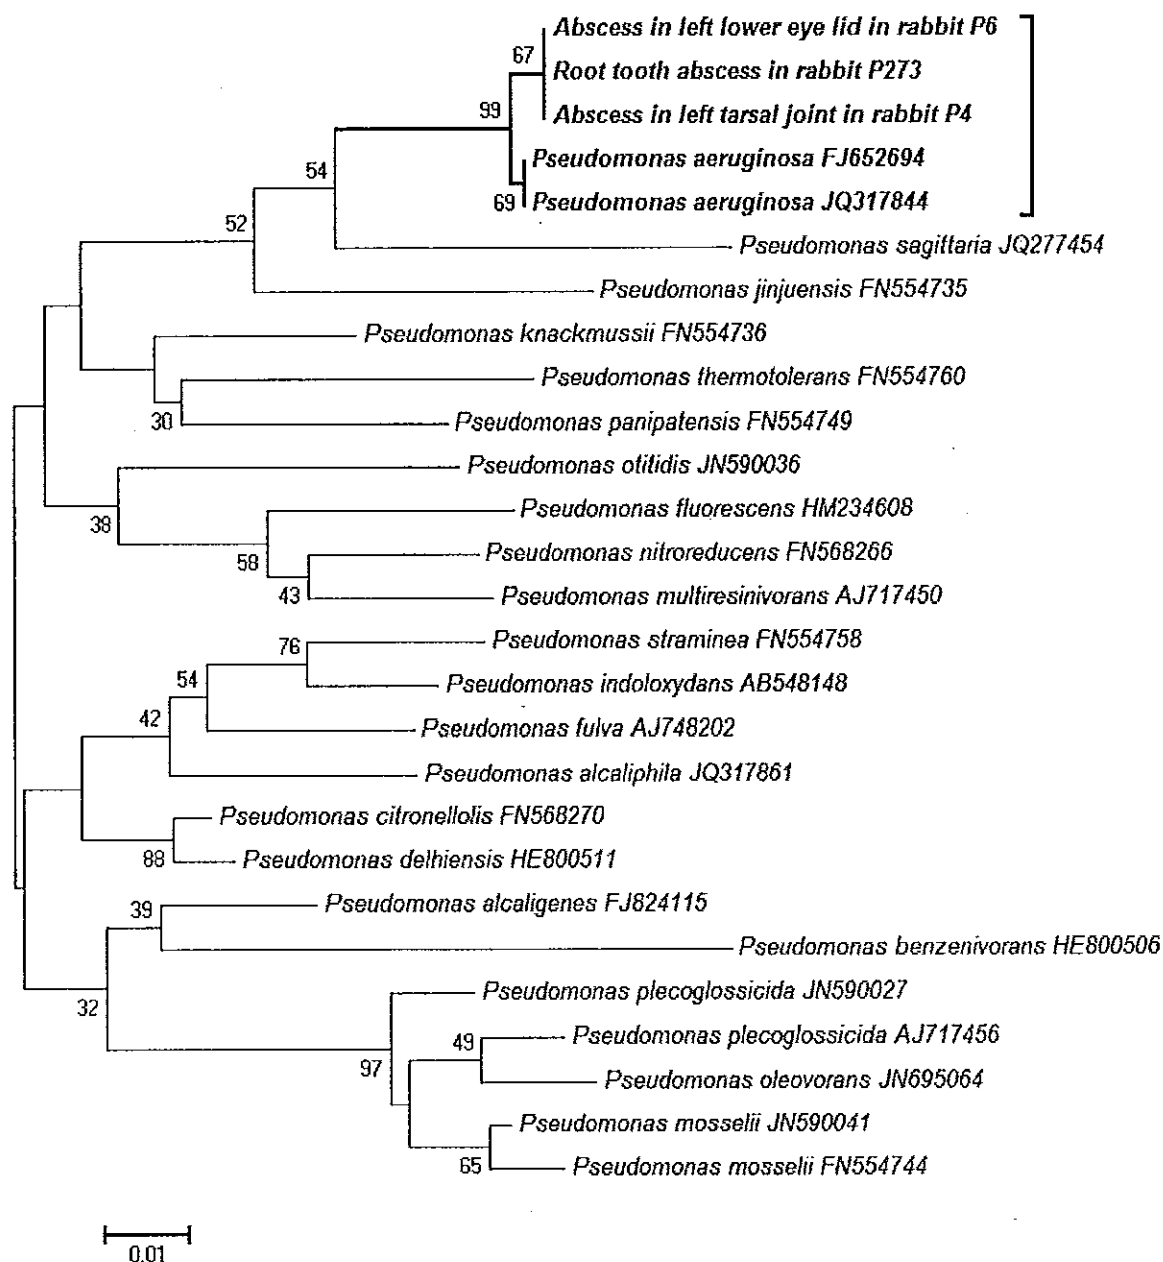 Abscess in left lower eye lid in rabbit P6
67
Root tooth abscess in rabbit P273
99
Abscess in left tarsal joint in rabbit P4
Pseudomonas aeruginosa FJ652694
54
69
Pseudomonas aeruginosa JQ317844
52
Pseudomonas sagittaria JQ277454
Pseudomonas jinjuensis FN554735
Pseudomonas knackmussii FN554736
Pseudomonas thermotolerans FN554760
30
Pseudomonas panipatensis FN554749
Pseudomonas otitidis JN590036
38
Pseudomonas fluorescens HM234608
58
Pseudomonas nitroreducens FN568266
43
Pseudomonas multiresinivorans AJ717450
76
Pseudomonas straminea FN554758
54
Pseudomonas indoloxydans AB548148
42
Pseudomonas fulva AJ748202
Pseudomonas alcaliphila JQ317861
Pseudomonas citronellolis FN568270
88
Pseudomonas delhiensis HE800511
39
Pseudomonas alcaligenes FJ824115
Pseudomonas benzenivorans HE800506
32
Pseudomonas plecoglossicida JN590027
49
Pseudomonas plecoglossicida AJ717456
97
Pseudomonas oleovorans JN695064
Pseudomonas mosselii JN590041
65
Pseudomonas mosselii FN554744
0.01